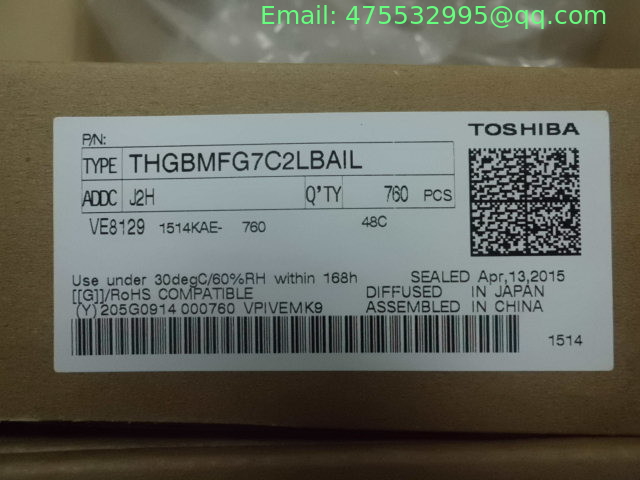 Email: 475532995@qq.com
P/N:
TOSHIBA
TYPE THGBMFG7C2LBAIL
ADDC J2H Q'TY 760 PCS
VE8129 1514KAE- 760 48C
Use under 30degC/60%RH within 168h SEALED Apr,13,2015
[[G]]/RoHS COMPATIBLE DIFFUSED IN JAPAN
(Y)205G0914 000760 VPIVEMK9 ASSEMBLED IN CHINA
1514